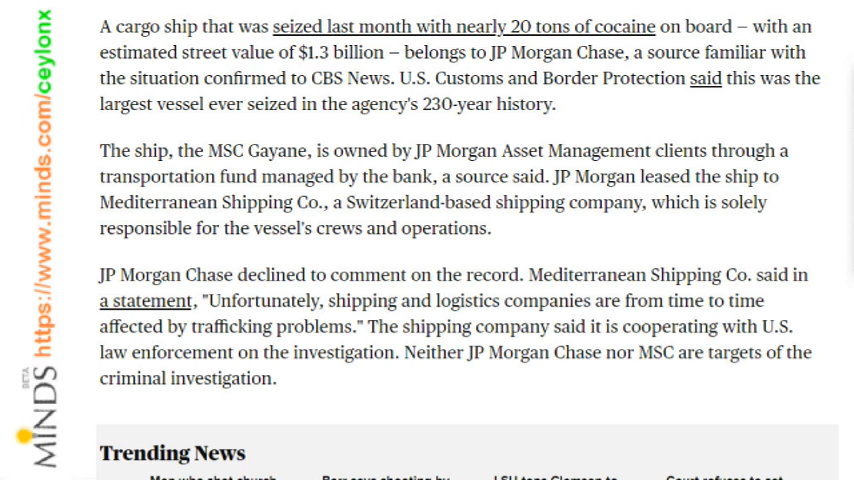 A cargo ship that was seized last month with nearly 20 tons of cocaine on board – with an
estimated street value of $1.3 billion – belongs to JP Morgan Chase, a source familiar with
the situation confirmed to CBS News. U.S. Customs and Border Protection said this was the
largest vessel ever seized in the agency's 230-year history.
The ship, the MSC Gayane, is owned by JP Morgan Asset Management clients through a
transportation fund managed by the bank, a source said. JP Morgan leased the ship to
Mediterranean Shipping Co., a Switzerland-based shipping company, which is solely
responsible for the vessel's crews and operations.
JP Morgan Chase declined to comment on the record. Mediterranean Shipping Co. said in
a statement, "Unfortunately, shipping and logistics companies are from time to time
affected by trafficking problems." The shipping company said it is cooperating with U.S.
law enforcement on the investigation. Neither JP Morgan Chase nor MSC are targets of the
criminal investigation.
Trending News
MINDS BETA https://www.minds.com/ceylonx